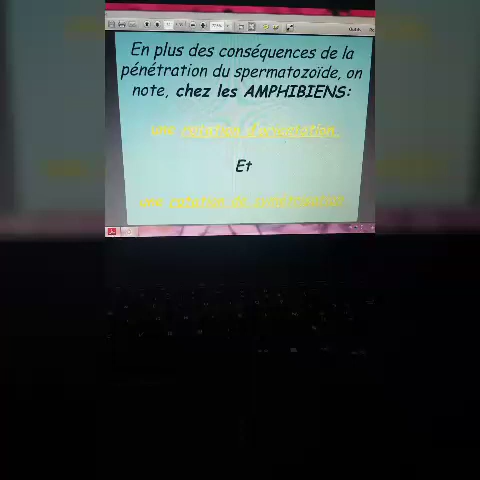 En plus des conséquences de la
pénétration du spermatozoïde, on
note, chez les AMPHIBIENS:
une rotation d'orientation
Et
une rotation de symétrisation